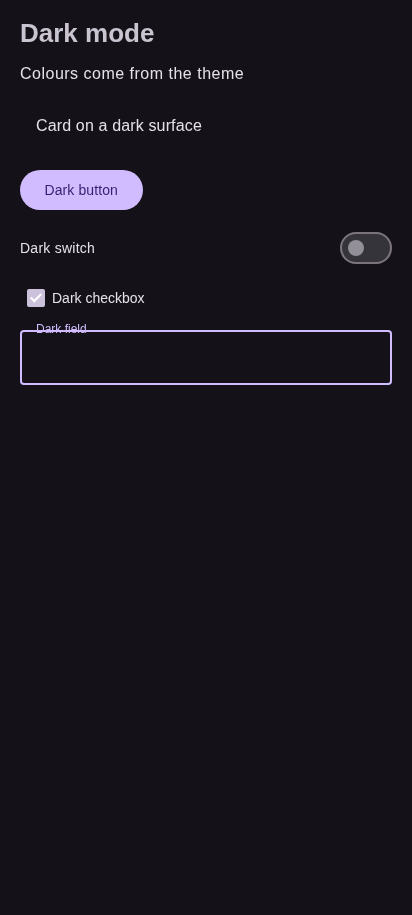 Dark mode
Colours come from the theme
Card on a dark surface
Dark button
Dark switch
Dark checkbox
Dark field